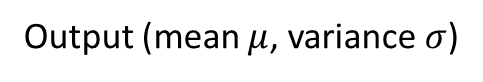 Output (mean μ, variance σ)